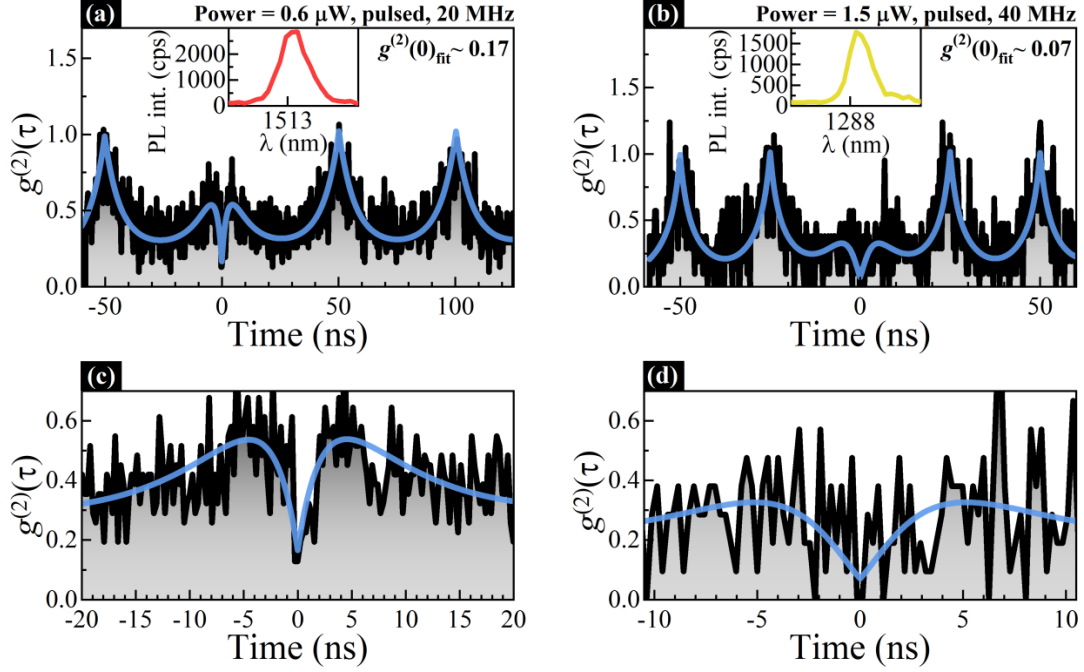 (a) Power = 0.6 μW, pulsed, 20 MHz
g(2)(0)fit~ 0.17
PL int. (cps)
2000
1000
0
1513
λ (nm)
g(2)(τ)
1.5
1.0
0.5
0.0
-50 0 50 100
Time (ns)
(b) Power = 1.5 μW, pulsed, 40 MHz
g(2)(0)fit~ 0.07
PL int. (cps)
1500
1000
500
0
1288
λ (nm)
g(2)(τ)
1.5
1.0
0.5
0.0
-50 0 50
Time (ns)
(c)
g(2)(τ)
0.6
0.4
0.2
0.0
-20 -15 -10 -5 0 5 10 15 20
Time (ns)
(d)
g(2)(τ)
0.6
0.4
0.2
0.0
-10 -5 0 5 10
Time (ns)